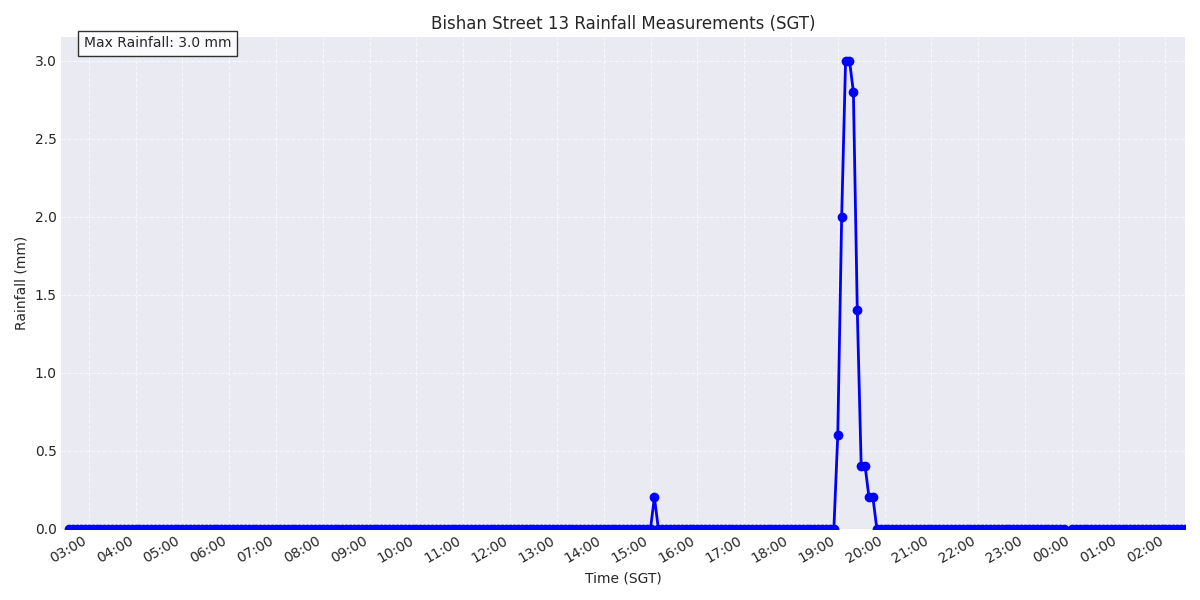 Bishan Street 13 Rainfall Measurements (SGT)
Max Rainfall: 3.0 mm
3.0
2.5
2.0
1.5
1.0
0.5
0.0
Rainfall (mm)
03:00 04:00 05:00 06:00 07:00 08:00 09:00 10:00 11:00 12:00 13:00 14:00 15:00 16:00 17:00 18:00 19:00 20:00 21:00 22:00 23:00 00:00 01:00 02:00
Time (SGT)